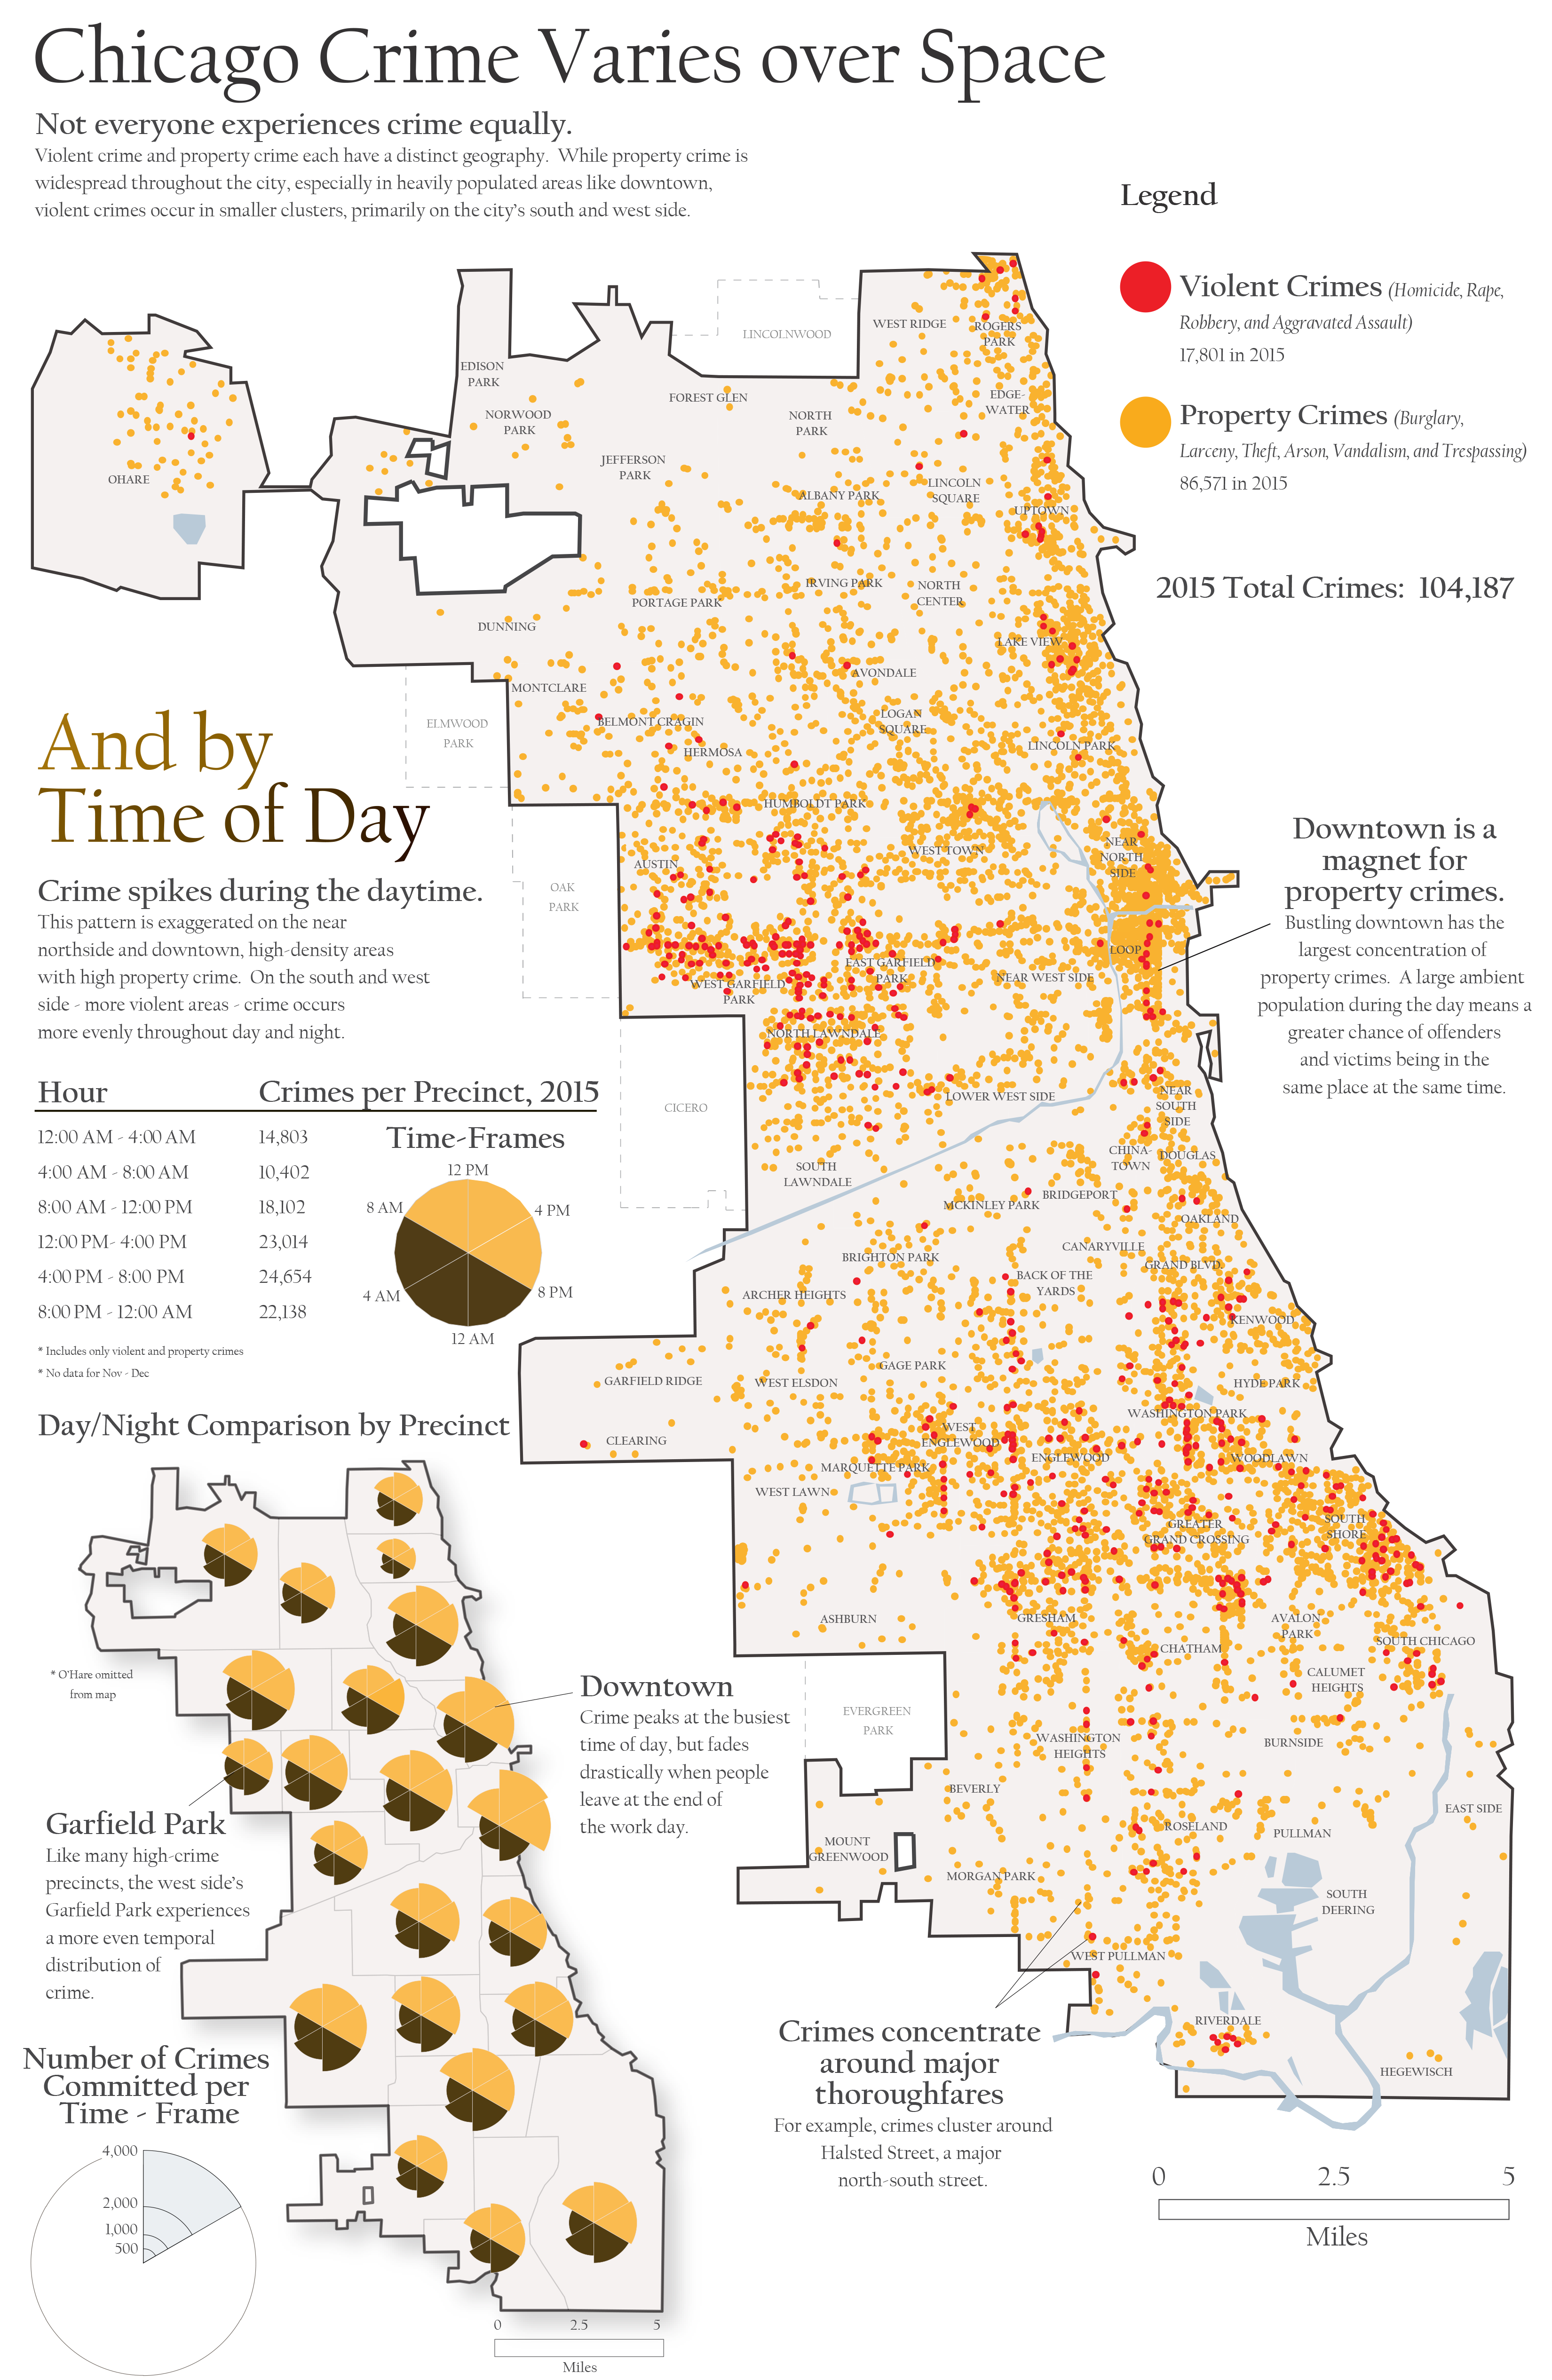 Chicago Crime Varies over Space
Not everyone experiences crime equally.
Violent crime and property crime each have a distinct geography. While property crime is
widespread throughout the city, especially in heavily populated areas like downtown,
violent crimes occur in smaller clusters, primarily on the city's south and west side.
Legend
Violent Crimes (Homicide, Rape,
Robbery, and Aggravated Assault)
17,801 in 2015
Property Crimes (Burglary,
Larceny, Theft, Arson, Vandalism, and Trespassing)
86,571 in 2015
2015 Total Crimes: 104,187
LINCOLNWOOD
WEST RIDGE
ROGERS
PARK
EDISON
PARK
FOREST GLEN
EDGE-
WATER
NORWOOD
PARK
NORTH
PARK
JEFFERSON
PARK
OHARE
ALBANY PARK
LINCOLN
SQUARE
UPTOWN
IRVING PARK
NORTH
CENTER
PORTAGE PARK
DUNNING
LAKE VIEW
AVONDALE
MONTCLARE
ELMWOOD
PARK
BELMONT CRAGIN
LOGAN
SQUARE
HERMOSA
LINCOLN PARK
HUMBOLDT PARK
WEST TOWN
NEAR
NORTH
SIDE
AUSTIN
OAK
PARK
LOOP
EAST GARFIELD
PARK
NEAR WEST SIDE
WEST GARFIELD
PARK
NORTH LAWNDALE
CICERO
LOWER WEST SIDE
NEAR
SOUTH
SIDE
CHINA-
TOWN
DOUGLAS
SOUTH
LAWNDALE
BRIDGEPORT
MCKINLEY PARK
OAKLAND
CANARYVILLE
BRIGHTON PARK
GRAND BLVD.
BACK OF THE
YARDS
ARCHER HEIGHTS
KENWOOD
GAGE PARK
GARFIELD RIDGE
WEST ELSDON
HYDE PARK
WASHINGTON PARK
CLEARING
WEST
ENGLEWOOD
ENGLEWOOD
WOODLAWN
MARQUETTE PARK
WEST LAWN
SOUTH
SHORE
GREATER
GRAND CROSSING
ASHBURN
GRESHAM
AVALON
PARK
CHATHAM
SOUTH CHICAGO
CALUMET
HEIGHTS
EVERGREEN
PARK
WASHINGTON
HEIGHTS
BURNSIDE
BEVERLY
EAST SIDE
ROSELAND
PULLMAN
MOUNT
GREENWOOD
MORGAN PARK
SOUTH
DEERING
WEST PULLMAN
RIVERDALE
HEGEWISCH
Downtown is a
magnet for
property crimes.
Bustling downtown has the
largest concentration of
property crimes. A large ambient
population during the day means a
greater chance of offenders
and victims being in the
same place at the same time.
And by
Time of Day
Crime spikes during the daytime.
This pattern is exaggerated on the near
northside and downtown, high-density areas
with high property crime. On the south and west
side - more violent areas - crime occurs
more evenly throughout day and night.
Hour Crimes per Precinct, 2015
12:00 AM - 4:00 AM 14,803
4:00 AM - 8:00 AM 10,402
8:00 AM - 12:00 PM 18,102
12:00 PM- 4:00 PM 23,014
4:00 PM - 8:00 PM 24,654
8:00 PM - 12:00 AM 22,138
* Includes only violent and property crimes
* No data for Nov - Dec
Time-Frames
12 PM
8 AM
4 PM
4 AM
8 PM
12 AM
Day/Night Comparison by Precinct
* O'Hare omitted
from map
Downtown
Crime peaks at the busiest
time of day, but fades
drastically when people
leave at the end of
the work day.
Garfield Park
Like many high-crime
precincts, the west side's
Garfield Park experiences
a more even temporal
distribution of
crime.
Number of Crimes
Committed per
Time - Frame
4,000
2,000
1,000
500
0 2.5 5
Miles
Crimes concentrate
around major
thoroughfares
For example, crimes cluster around
Halsted Street, a major
north-south street.
0 2.5 5
Miles